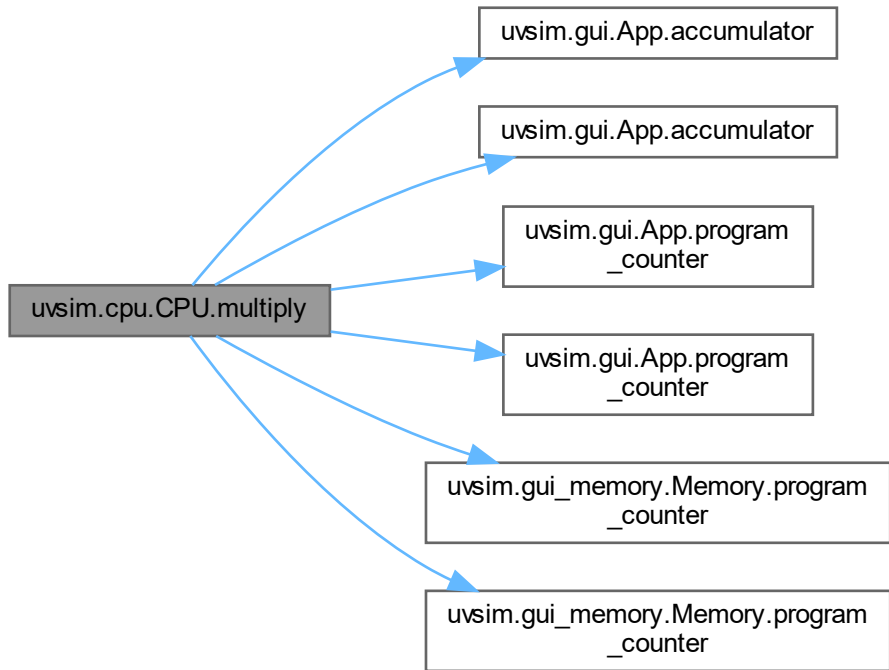 uvsim.gui.App.accumulator
uvsim.gui.App.accumulator
uvsim.gui.App.program
_counter
uvsim.cpu.CPU.multiply
uvsim.gui.App.program
_counter
uvsim.gui_memory.Memory.program
_counter
uvsim.gui_memory.Memory.program
_counter